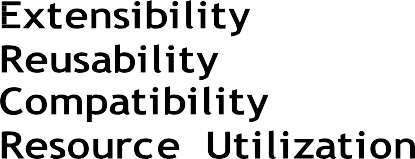 Extensibility
Reusability
Compatibility
Resource Utilization